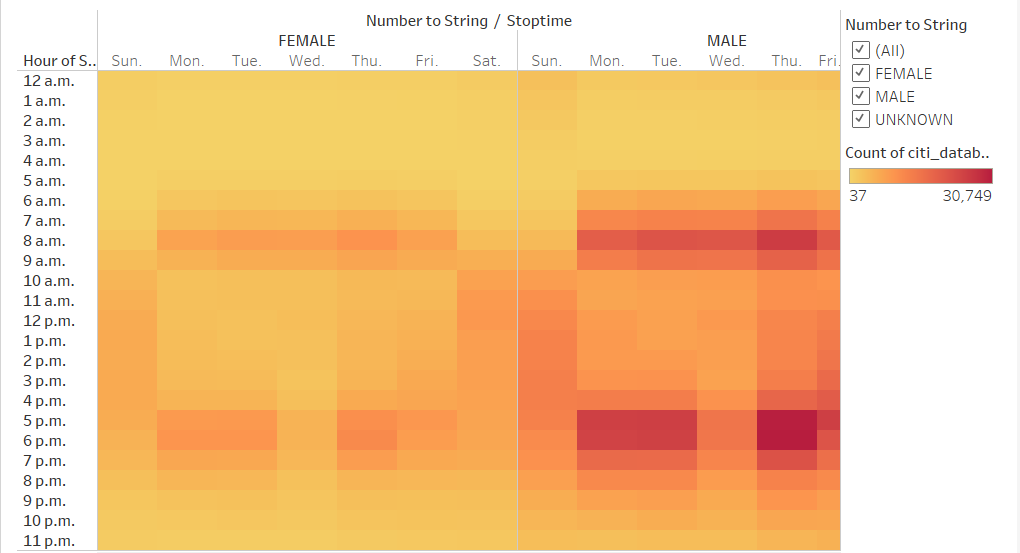 Number to String / Stoptime
FEMALE MALE
Hour of S.. Sun. Mon. Tue. Wed. Thu. Fri. Sat. Sun. Mon. Tue. Wed. Thu. Fri.
12 a.m.
1 a.m.
2 a.m.
3 a.m.
4 a.m.
5 a.m.
6 a.m.
7 a.m.
8 a.m.
9 a.m.
10 a.m.
11 a.m.
12 p.m.
1 p.m.
2 p.m.
3 p.m.
4 p.m.
5 p.m.
6 p.m.
7 p.m.
8 p.m.
9 p.m.
10 p.m.
11 p.m.
Number to String
(All)
FEMALE
MALE
UNKNOWN
Count of citi_datab..
37 30,749